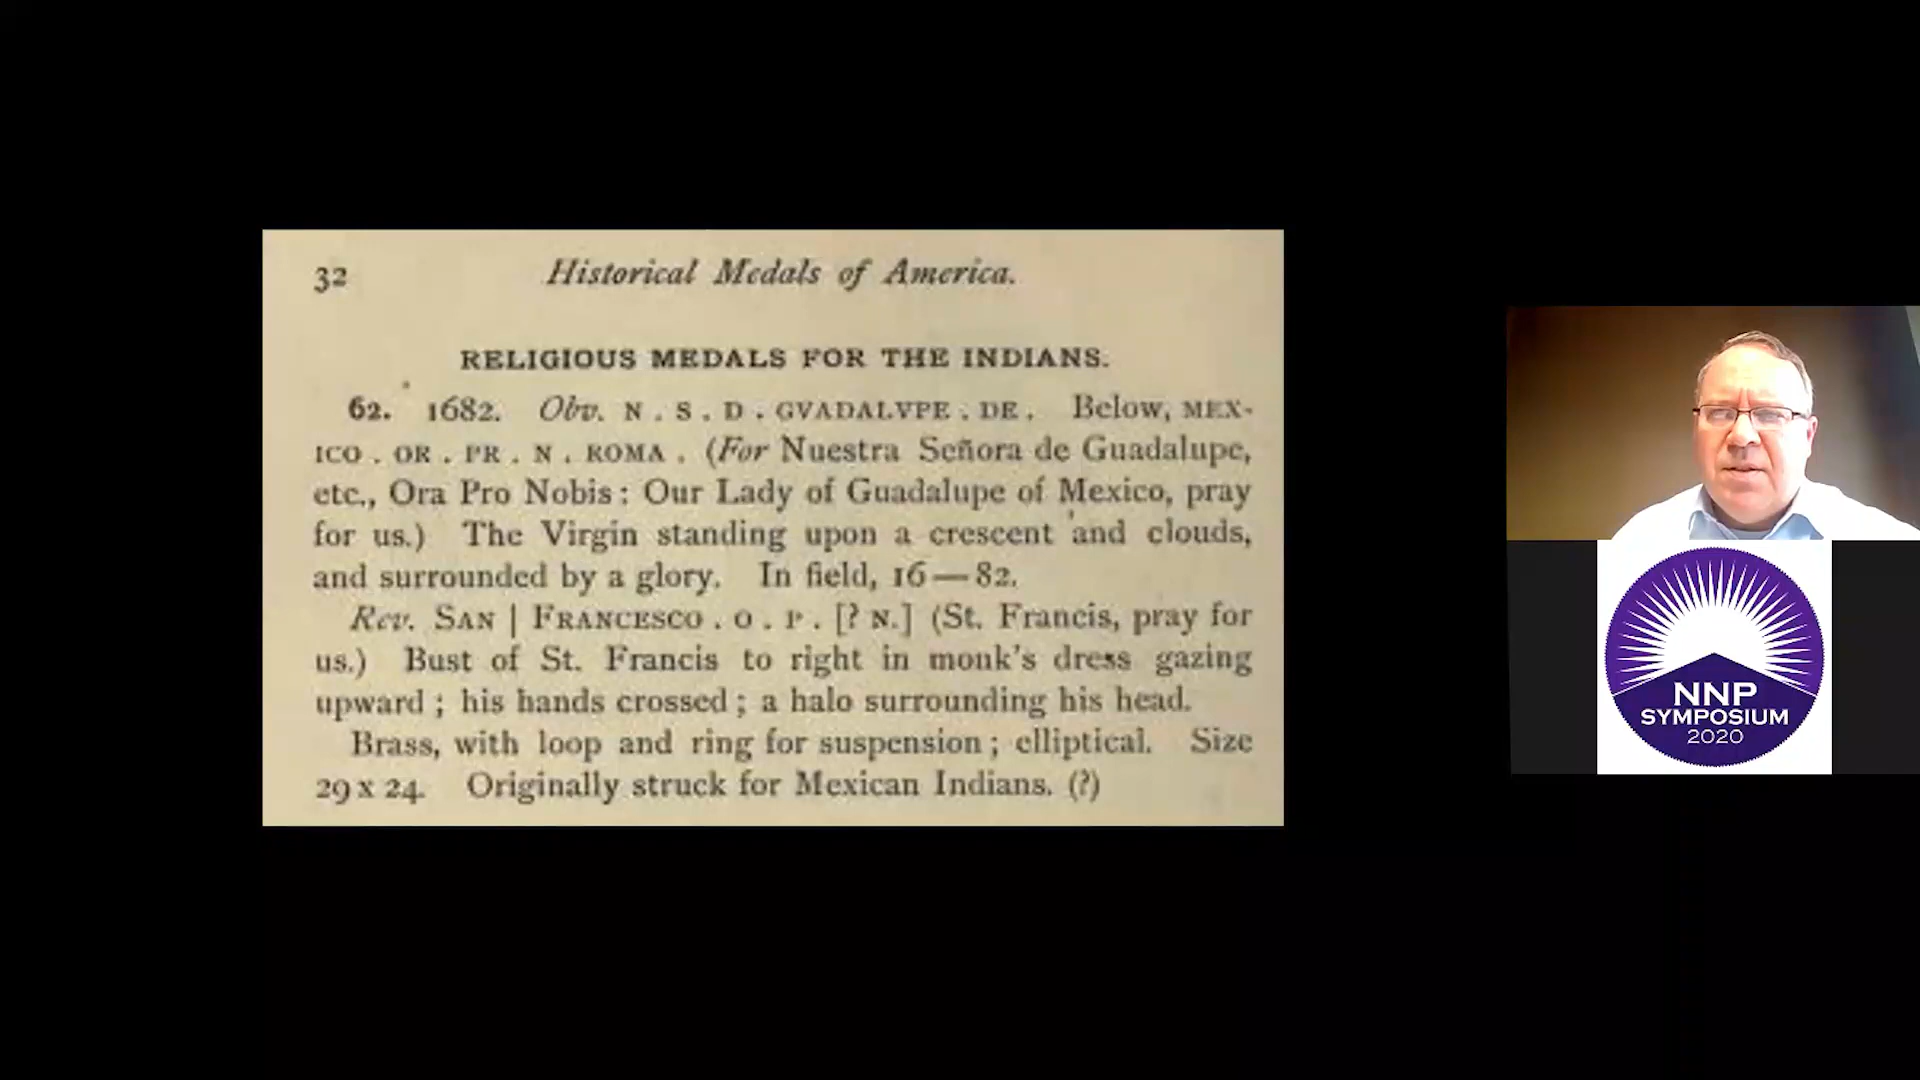 32 Historical Medals of America.
RELIGIOUS MEDALS FOR THE INDIANS.
62. 1682. Obv. N . S . D . GVADALVPE . DE . Below, MEX-
ICO . OR . PR . N . ROMA . (For Nuestra Señora de Guadalupe,
etc., Ora Pro Nobis: Our Lady of Guadalupe of Mexico, pray
for us.) The Virgin standing upon a crescent and clouds,
and surrounded by a glory. In field, 16—82.
Rev. SAN | FRANCESCO . O . P . [? N.] (St. Francis, pray for
us.) Bust of St. Francis to right in monk's dress gazing
upward; his hands crossed; a halo surrounding his head.
Brass, with loop and ring for suspension; elliptical. Size
29 x 24. Originally struck for Mexican Indians. (?)
NNP
SYMPOSIUM
2020